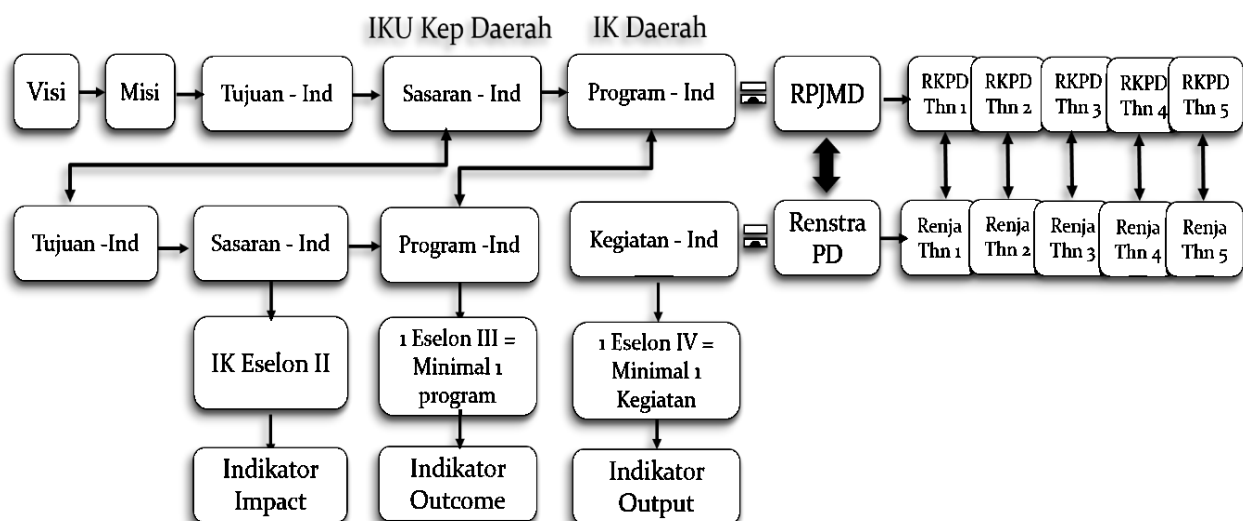 IKU Kep Daerah
IK Daerah
Visi
Misi
Tujuan - Ind
Sasaran - Ind
Program - Ind
RPJMD
RKPD
Thn 1
RKPD
Thn 2
RKPD
Thn 3
RKPD
Thn 4
RKPD
Thn 5
Tujuan -Ind
Sasaran - Ind
Program -Ind
Kegiatan - Ind
Renstra
PD
Renja
Thn 1
Renja
Thn 2
Renja
Thn 3
Renja
Thn 4
Renja
Thn 5
IK Eselon II
1 Eselon III =
Minimal 1
program
1 Eselon IV =
Minimal 1
Kegiatan
Indikator
Impact
Indikator
Outcome
Indikator
Output